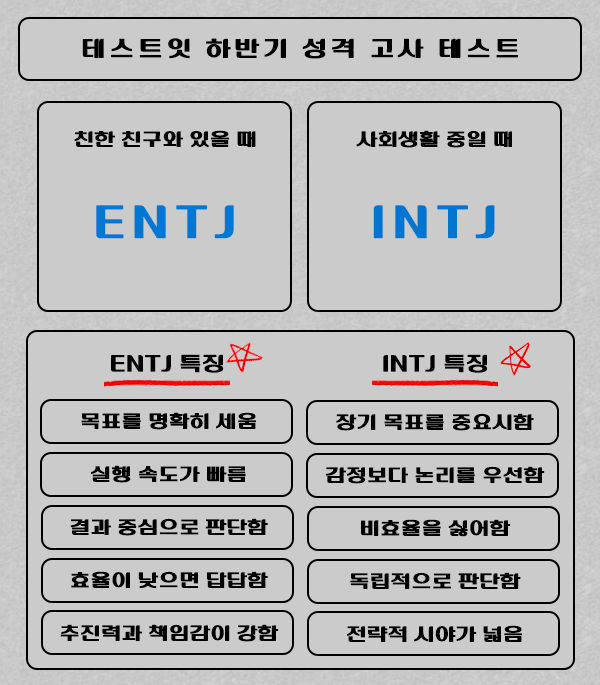 테스트잇 하반기 성격 고사 테스트
친한 친구와 있을 때
ENTJ
사회생활 중일 때
INTJ
ENTJ 특징
목표를 명확히 세움
실행 속도가 빠름
결과 중심으로 판단함
효율이 낮으면 답답함
추진력과 책임감이 강함
INTJ 특징
장기 목표를 중요시함
감정보다 논리를 우선함
비효율을 싫어함
독립적으로 판단함
전략적 시야가 넓음